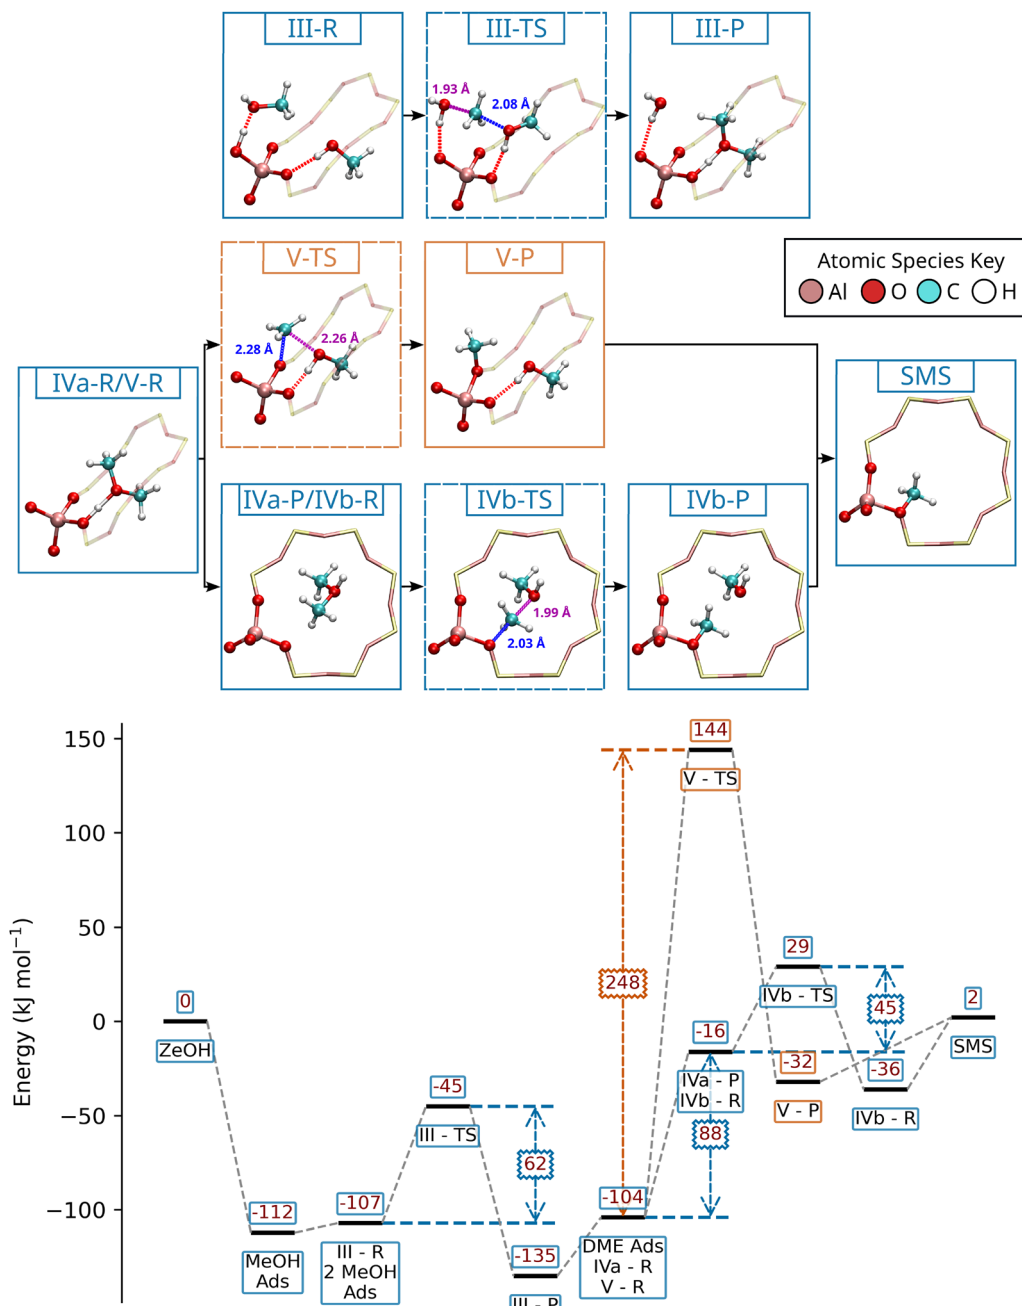 III-R
III-TS
III-P
1.93 Å
2.08 Å
V-TS
V-P
2.28 Å
2.26 Å
Atomic Species Key
Al O C H
IVa-R/V-R
SMS
IVa-P/IVb-R
IVb-TS
IVb-P
1.99 Å
2.03 Å
Energy (kJ mol−1)
150
100
50
0
−50
−100
0
ZeOH
-112
MeOH
Ads
-107
III - R
2 MeOH
Ads
-45
III - TS
62
-135
III - P
-104
DME Ads
IVa - R
V - R
248
144
V - TS
-16
IVa - P
IVb - R
88
29
IVb - TS
45
-32
V - P
-36
IVb - R
2
SMS